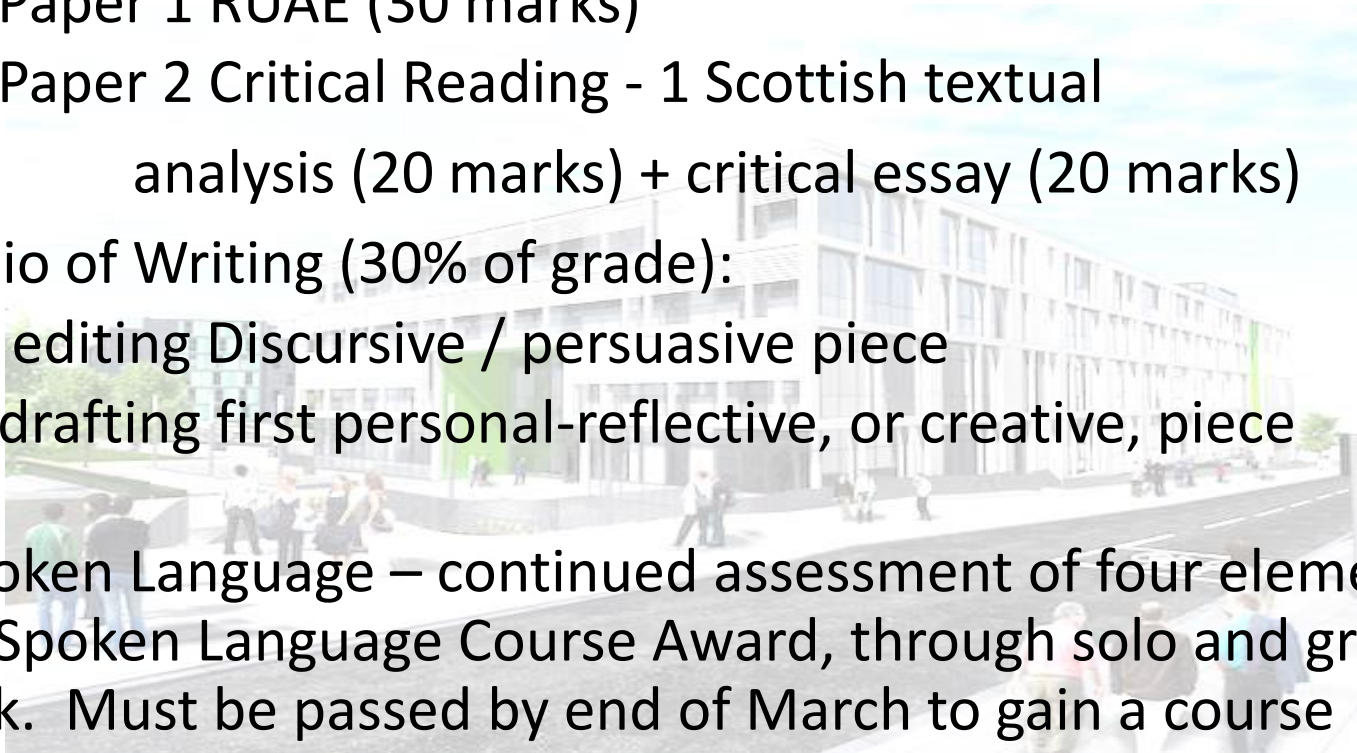 Paper 1 RUAE (30 marks)
Paper 2 Critical Reading - 1 Scottish textual
analysis (20 marks) + critical essay (20 marks)
io of Writing (30% of grade):
editing Discursive / persuasive piece
drafting first personal-reflective, or creative, piece
oken Language – continued assessment of four eleme
Spoken Language Course Award, through solo and gr
k. Must be passed by end of March to gain a course